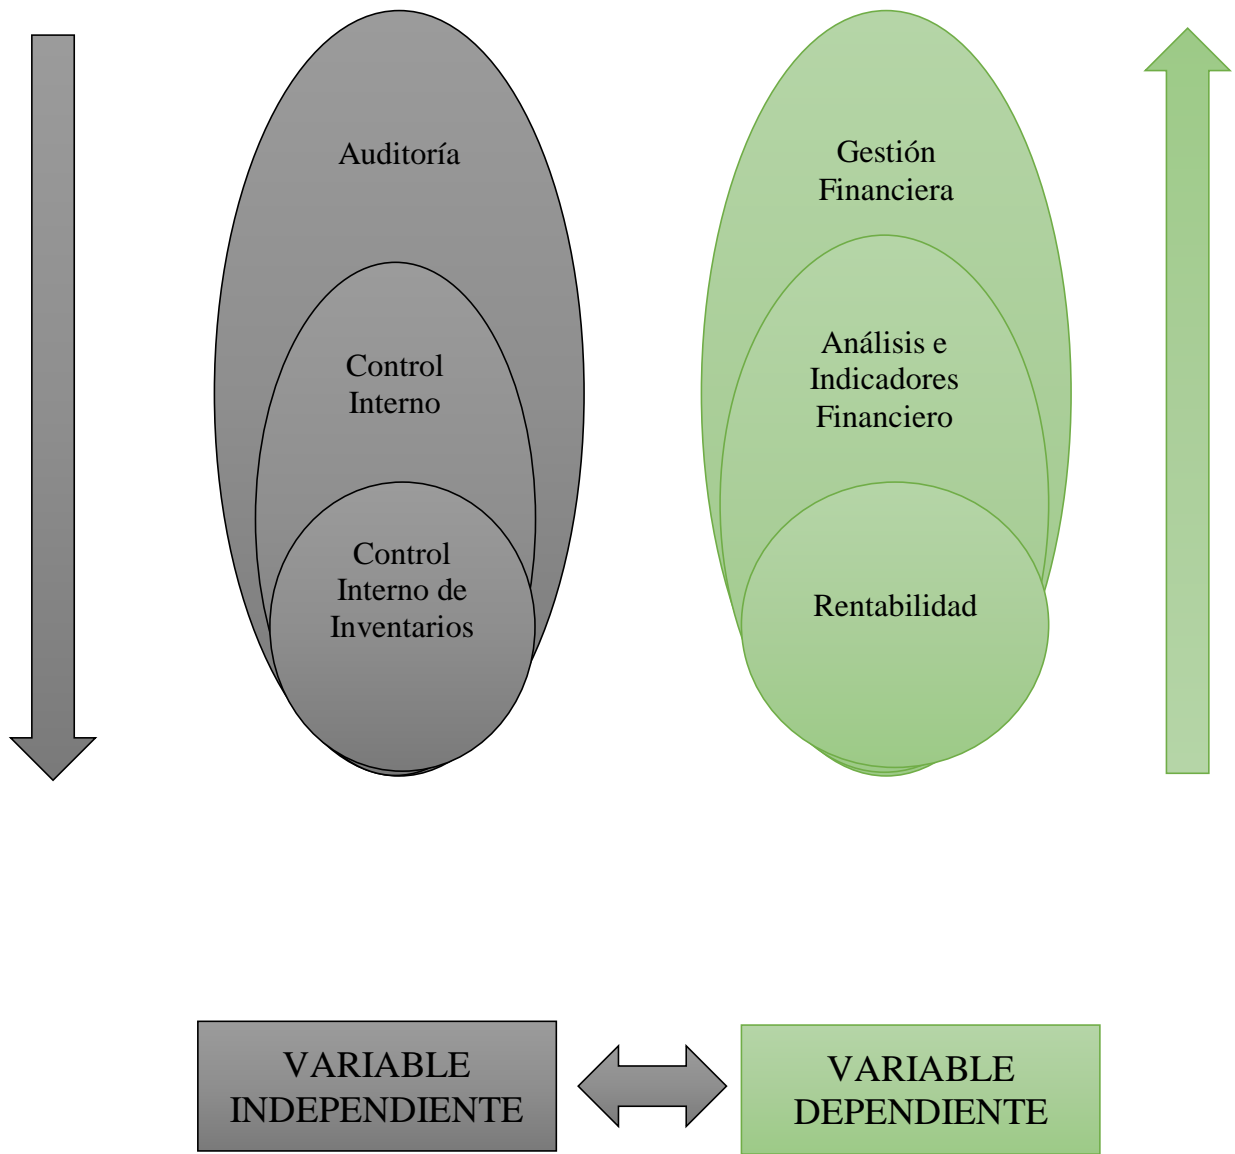 Auditoría
Control
Interno
Control
Interno de
Inventarios
Gestión
Financiera
Análisis e
Indicadores
Financiero
Rentabilidad
VARIABLE
INDEPENDIENTE
VARIABLE
DEPENDIENTE